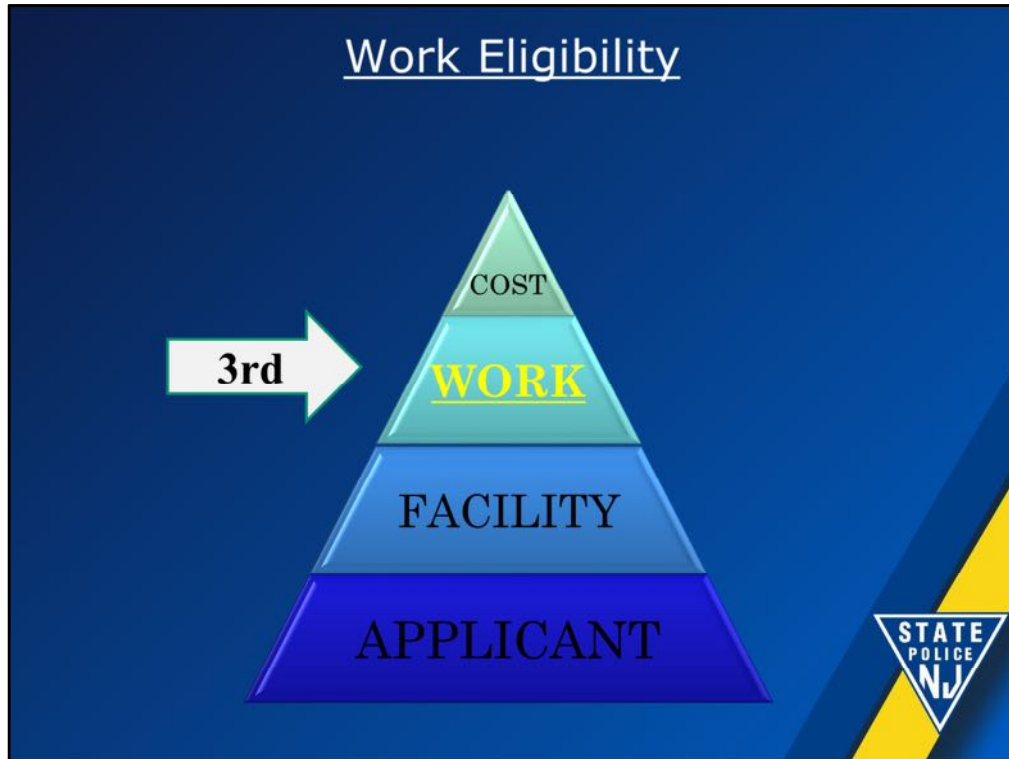 Work Eligibility
COST
3rd
WORK
FACILITY
APPLICANT
STATE
POLICE
NJ